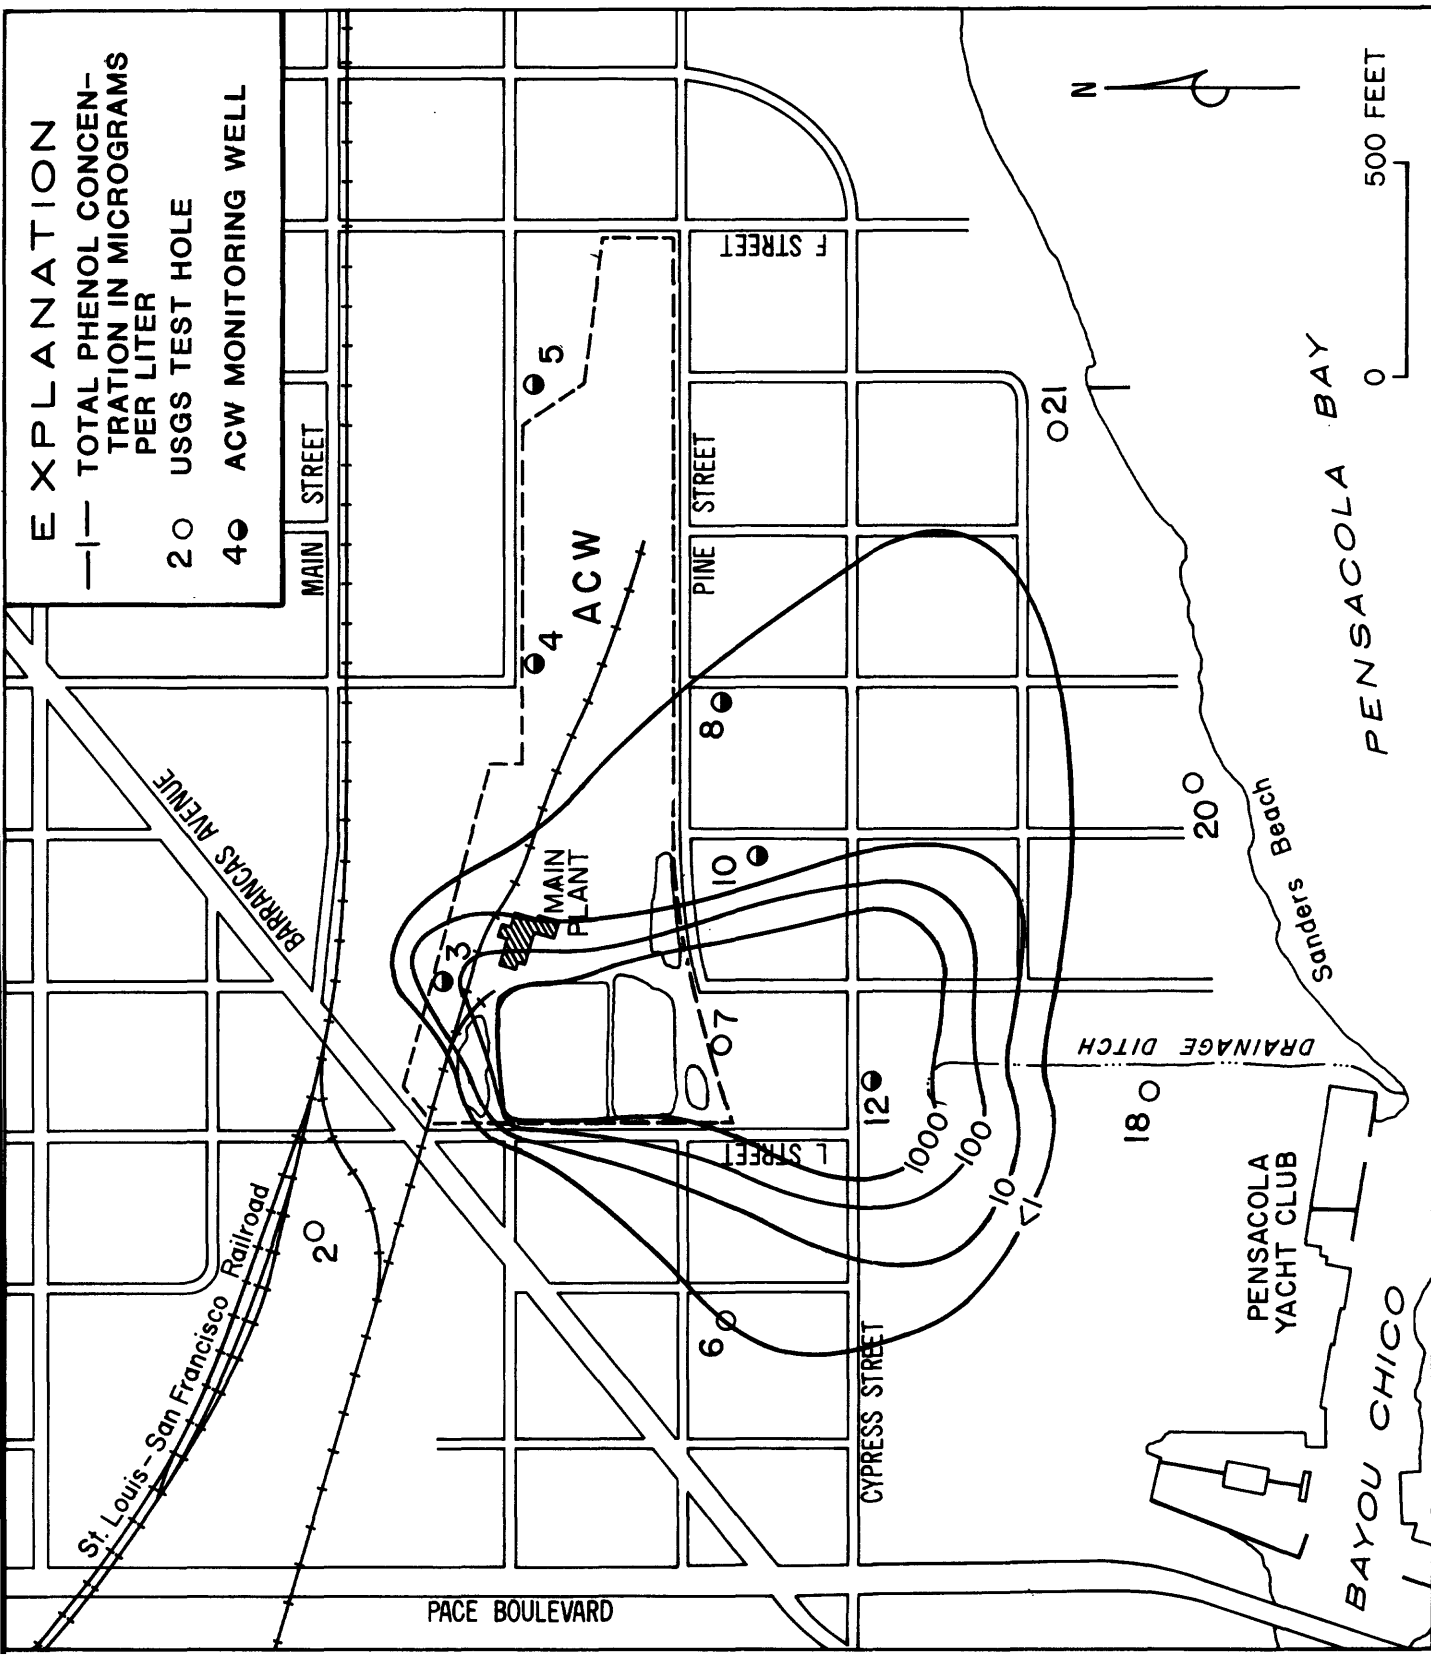 EXPLANATION
—1— TOTAL PHENOL CONCEN-
TRATION IN MICROGRAMS
PER LITER
2 USGS TEST HOLE
4 ACW MONITORING WELL
MAIN STREET
MAIN STREET
BARRANCAS AVENUE
St. Louis-San Francisco Railroad
2
3
4
5
ACW
MAIN
PLANT
F STREET
PINE STREET
L STREET
6
7
8
10
12
1000
100
10
<1
CYPRESS STREET
PACE BOULEVARD
DRAINAGE DITCH
18
20
21
Sanders Beach
PENSACOLA
YACHT CLUB
BAYOU CHICO
PENSACOLA BAY
N
0 500 FEET